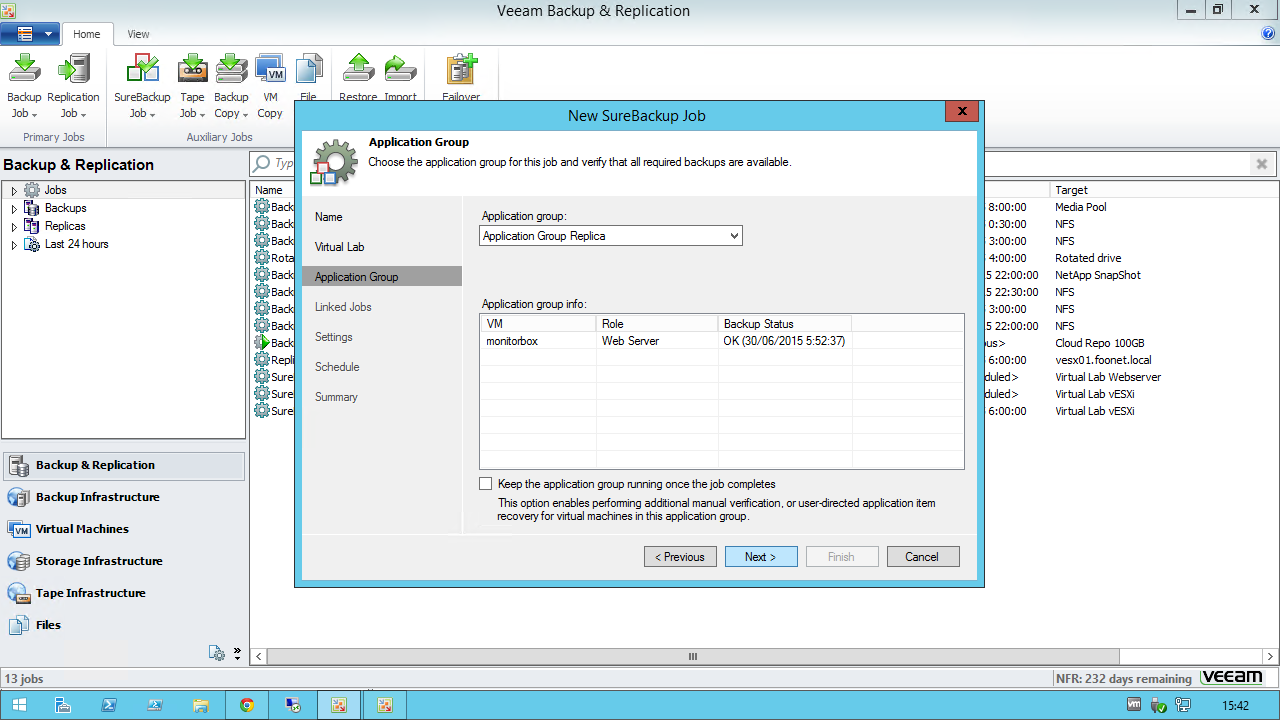 Veeam Backup & Replication
Home
View
Backup Job
Replication Job
SureBackup Job
Tape Job
Backup Copy
VM Copy
File
Restore
Import
Failover
Primary Jobs
Auxiliary Jobs
Backup & Replication
Jobs
Backups
Replicas
Last 24 hours
Backup & Replication
Backup Infrastructure
Virtual Machines
Storage Infrastructure
Tape Infrastructure
Files
Typ
Name
Target
Back
8:00:00
Media Pool
Back
0:30:00
NFS
Back
3:00:00
NFS
Rota
4:00:00
Rotated drive
Back
5 22:00:00
NetApp SnapShot
Back
5 22:30:00
NFS
Back
3:00:00
NFS
Back
5 22:00:00
NFS
Back
ous>
Cloud Repo 100GB
Repli
6:00:00
vesx01.foonet.local
Sure
duled>
Virtual Lab Webserver
Sure
duled>
Virtual Lab vESXi
Sure
6:00:00
Virtual Lab vESXi
New SureBackup Job
Application Group
Choose the application group for this job and verify that all required backups are available.
Name
Virtual Lab
Application Group
Linked Jobs
Settings
Schedule
Summary
Application group:
Application Group Replica
Application group info:
VM Role Backup Status
monitorbox Web Server OK (30/06/2015 5:52:37)
Keep the application group running once the job completes
This option enables performing additional manual verification, or user-directed application item
recovery for virtual machines in this application group.
< Previous
Next >
Finish
Cancel
13 jobs
NFR: 232 days remaining
veeam
15:42